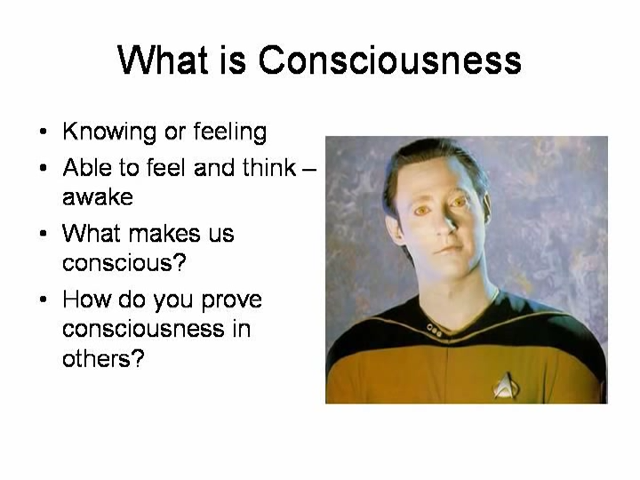 What is Consciousness
• Knowing or feeling
• Able to feel and think –
awake
• What makes us
conscious?
• How do you prove
consciousness in
others?